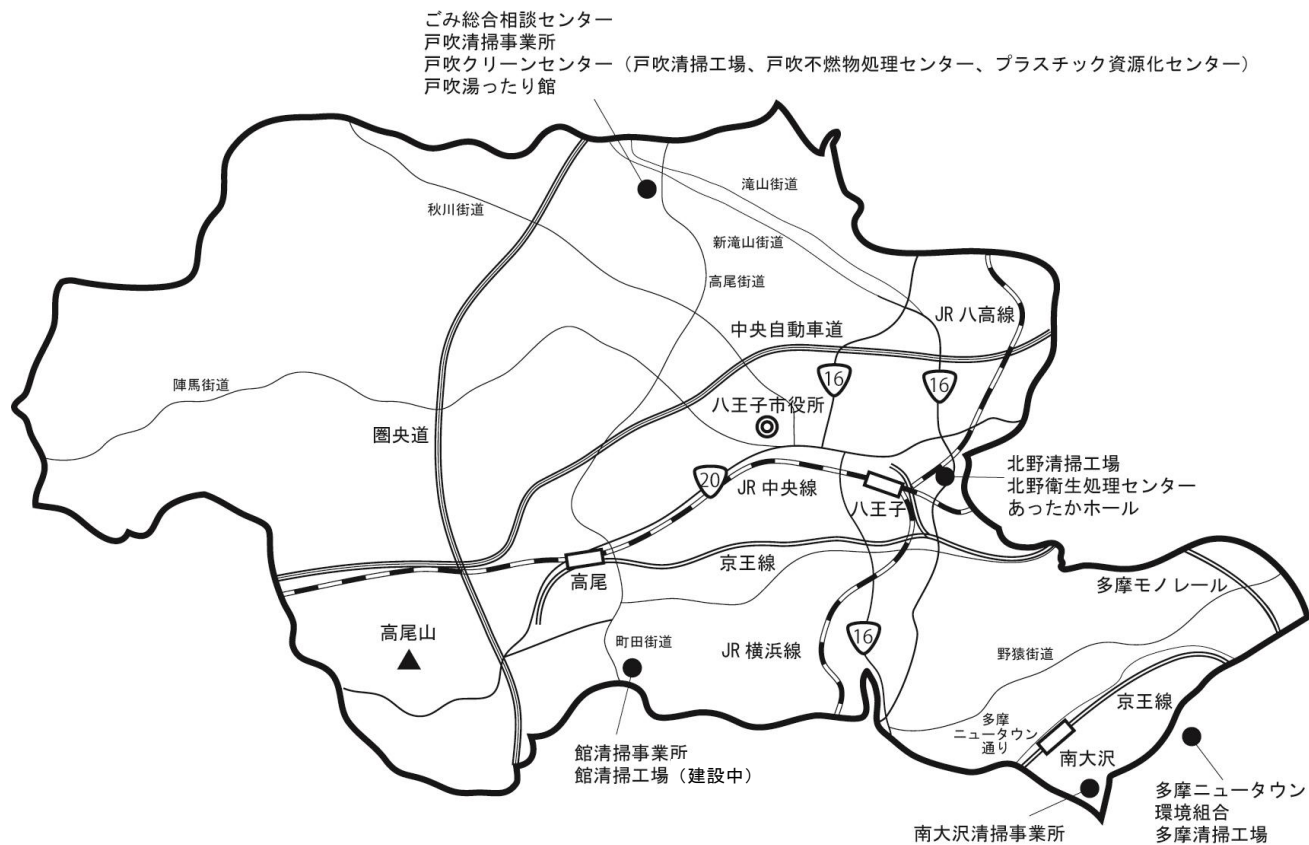 ごみ総合相談センター
戸吹清掃事業所
戸吹クリーンセンター（戸吹清掃工場、戸吹不燃物処理センター、プラスチック資源化センター）
戸吹湯ったり館
滝山街道
秋川街道
新滝山街道
高尾街道
JR 八高線
中央自動車道
16
16
陣馬街道
八王子市役所
圏央道
北野清掃工場
北野衛生処理センター
あったかホール
20
JR 中央線
八王子
京王線
高尾
多摩モノレール
高尾山
町田街道
JR 横浜線
16
野猿街道
京王線
多摩
ニュータウン
通り
南大沢
館清掃事業所
館清掃工場（建設中）
多摩ニュータウン
環境組合
多摩清掃工場
南大沢清掃事業所